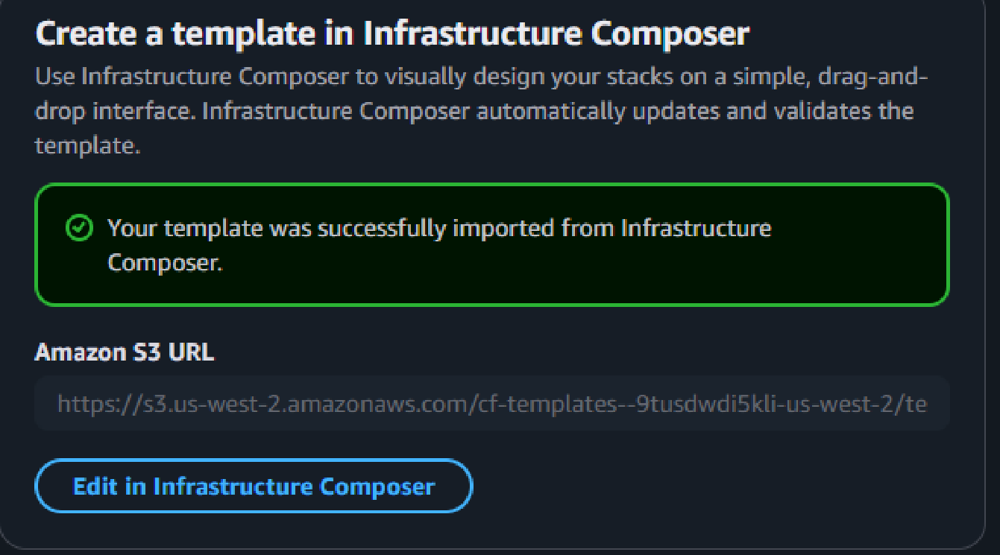 Create a template in Infrastructure Composer
Use Infrastructure Composer to visually design your stacks on a simple, drag-and-
drop interface. Infrastructure Composer automatically updates and validates the
template.
Your template was successfully imported from Infrastructure
Composer.
Amazon S3 URL
https://s3.us-west-2.amazonaws.com/cf-templates--9tusdwdi5kli-us-west-2/te
Edit in Infrastructure Composer